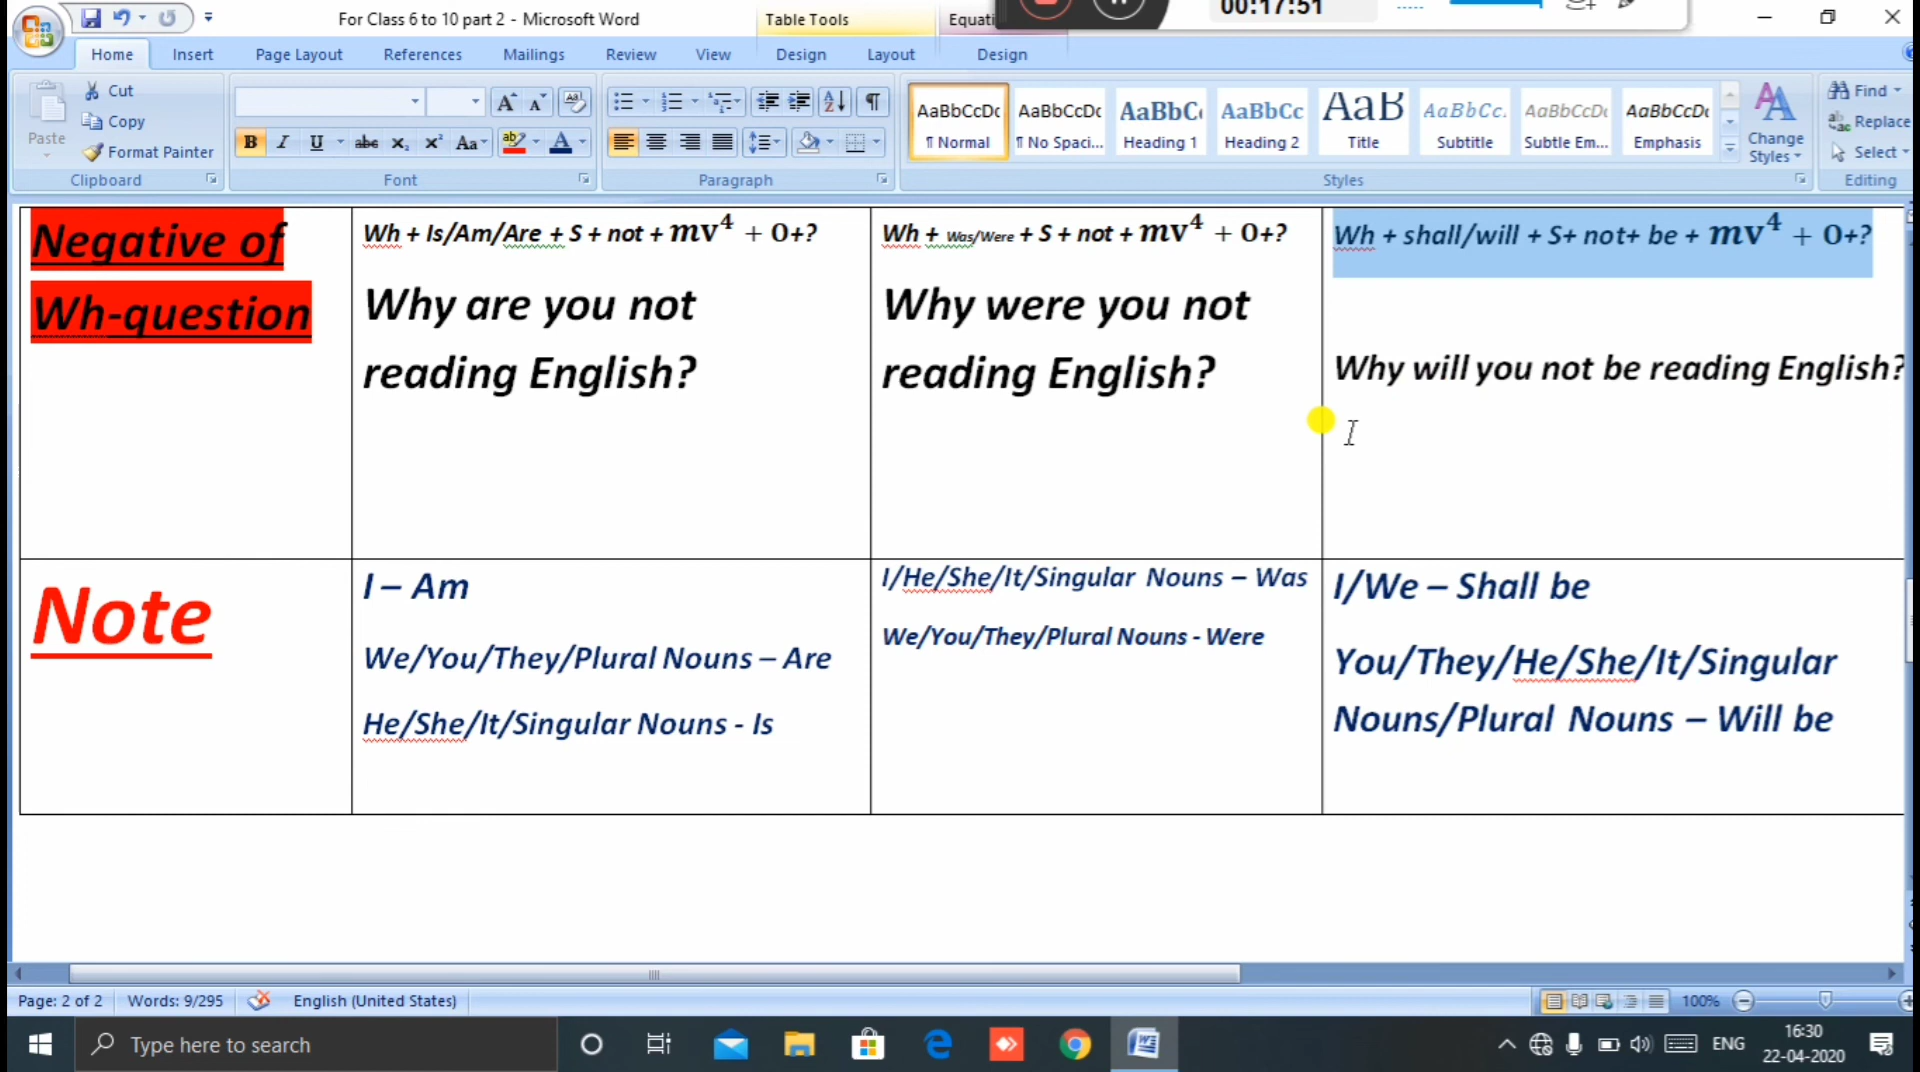 For Class 6 to 10 part 2 - Microsoft Word
Table Tools
Equati
00:17:51
Home
Insert
Page Layout
References
Mailings
Review
View
Design
Layout
Design
Paste
Cut
Copy
Format Painter
Clipboard
B I U abc x₂ x² Aa
Font
Paragraph
AaBbCcDc
¶ Normal
AaBbCcDc
¶ No Spaci...
AaBbC
Heading 1
AaBbCc
Heading 2
AaB
Title
AaBbCc.
Subtitle
AaBbCcDc
Subtle Em...
AaBbCcDc
Emphasis
Change
Styles
Styles
Find
Replace
Select
Editing
Negative of
Wh-question
Wh + Is/Am/Are + S + not + mv⁴ + O+?
Why are you not
reading English?
Wh + Was/Were + S + not + mv⁴ + O+?
Why were you not
reading English?
Wh + shall/will + S+ not+ be + mv⁴ + O+?
Why will you not be reading English?
Note
I – Am
We/You/They/Plural Nouns – Are
He/She/It/Singular Nouns - Is
I/He/She/It/Singular Nouns – Was
We/You/They/Plural Nouns - Were
I/We – Shall be
You/They/He/She/It/Singular
Nouns/Plural Nouns – Will be
Page: 2 of 2
Words: 9/295
English (United States)
100%
Type here to search
ENG
16:30
22-04-2020